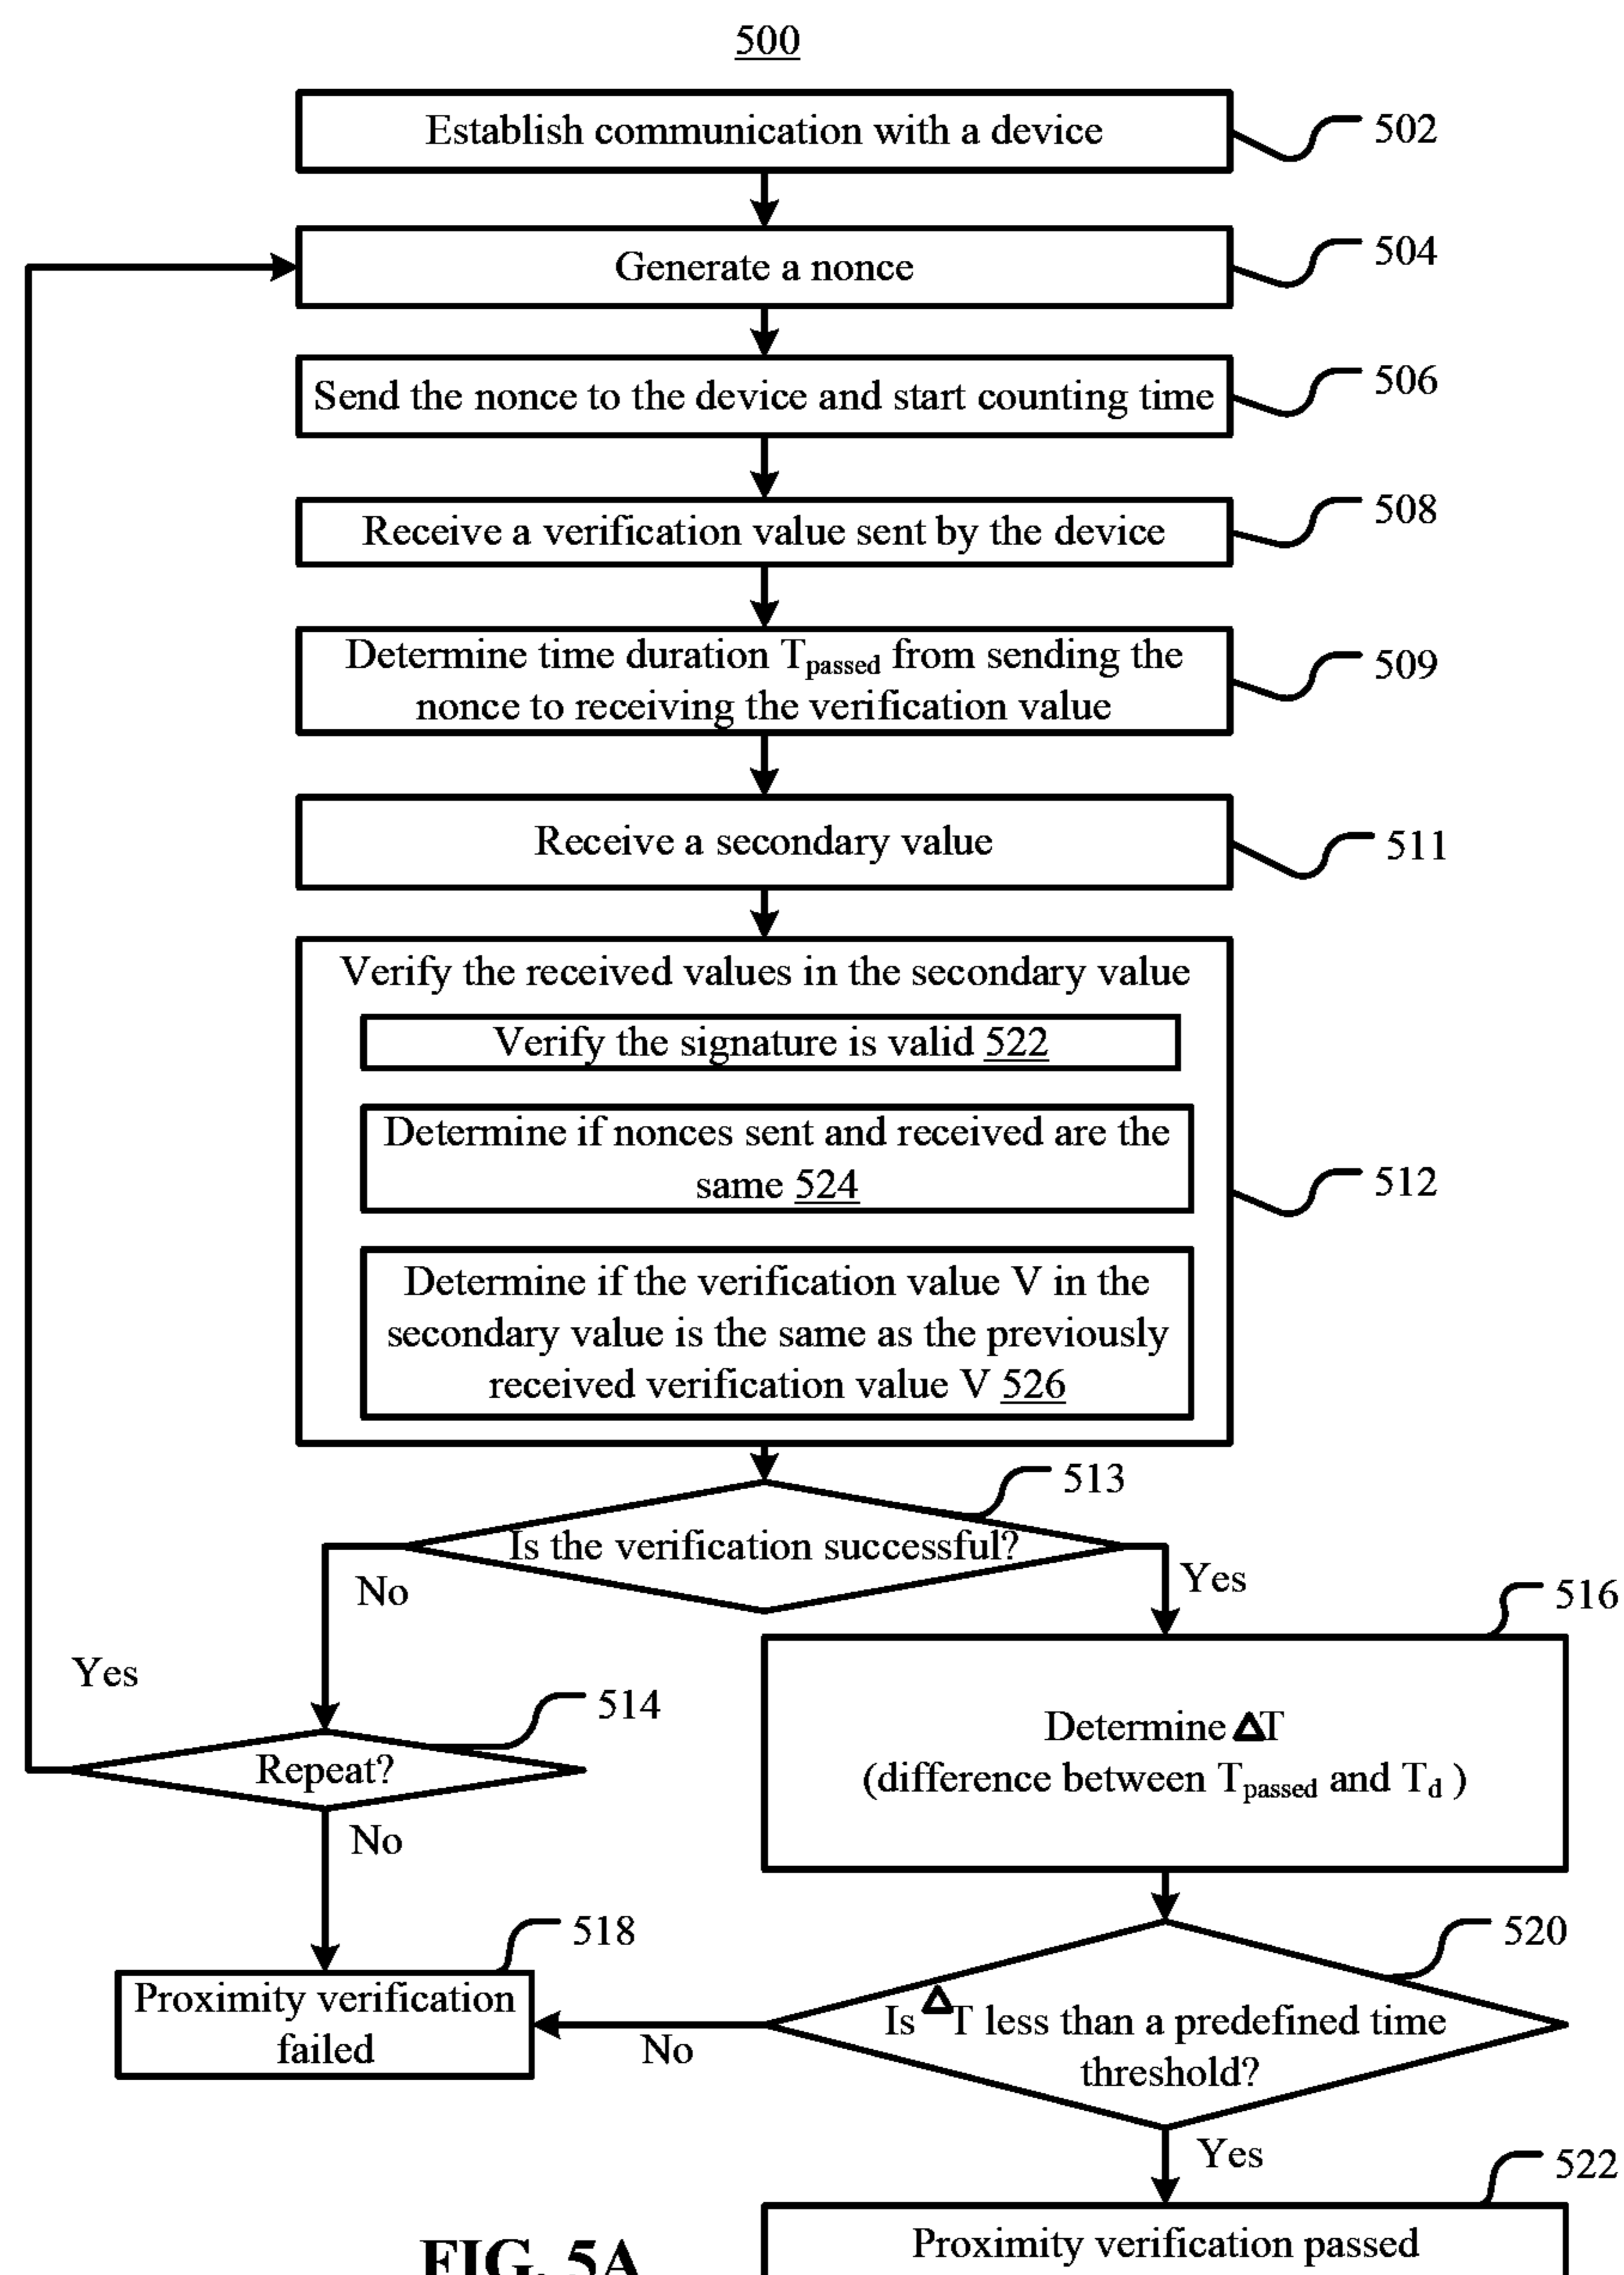 500
Establish communication with a device
502
Generate a nonce
504
Send the nonce to the device and start counting time
506
Receive a verification value sent by the device
508
Determine time duration Tpassed from sending the
nonce to receiving the verification value
509
Receive a secondary value
511
Verify the received values in the secondary value
Verify the signature is valid 522
Determine if nonces sent and received are the
same 524
512
Determine if the verification value V in the
secondary value is the same as the previously
received verification value V 526
513
Is the verification successful?
No
Yes
516
Yes
514
Repeat?
Determine ΔT
(difference between Tpassed and Td )
No
518
Proximity verification
failed
520
Is ΔT less than a predefined time
threshold?
No
Yes
522
Proximity verification passed
FIG. 5A